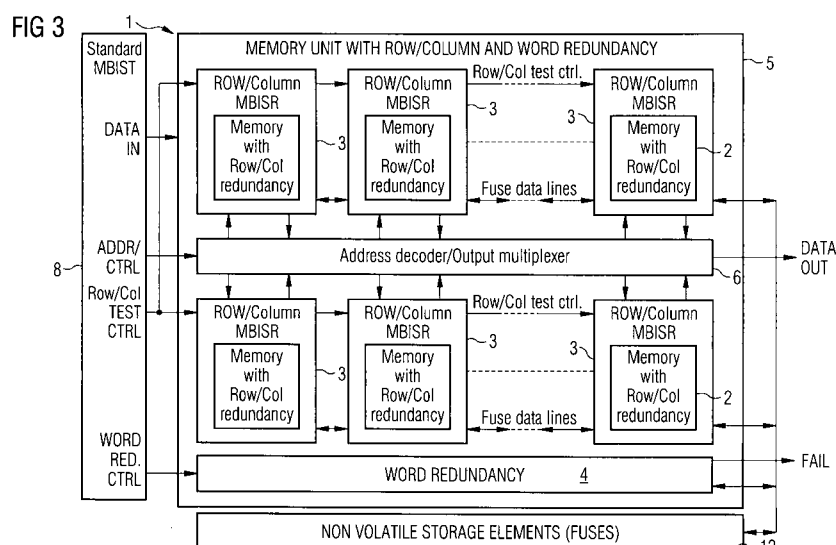 FIG 3
1
Standard
MBIST
MEMORY UNIT WITH ROW/COLUMN AND WORD REDUNDANCY
5
ROW/Column
MBISR
Memory
with
Row/Col
redundancy
3
ROW/Column
MBISR
Memory
with
Row/Col
redundancy
3
Row/Col test ctrl.
Fuse data lines
ROW/Column
MBISR
3
Memory
with
Row/Col
redundancy
2
DATA
IN
ADDR/
CTRL
8
Address decoder/Output multiplexer
6
DATA
OUT
Row/Col
TEST
CTRL
ROW/Column
MBISR
Memory
with
Row/Col
redundancy
3
ROW/Column
MBISR
Memory
with
Row/Col
redundancy
3
Row/Col test ctrl.
Fuse data lines
ROW/Column
MBISR
3
Memory
with
Row/Col
redundancy
2
WORD
RED.
CTRL
WORD REDUNDANCY 4
FAIL
NON VOLATILE STORAGE ELEMENTS (FUSES)